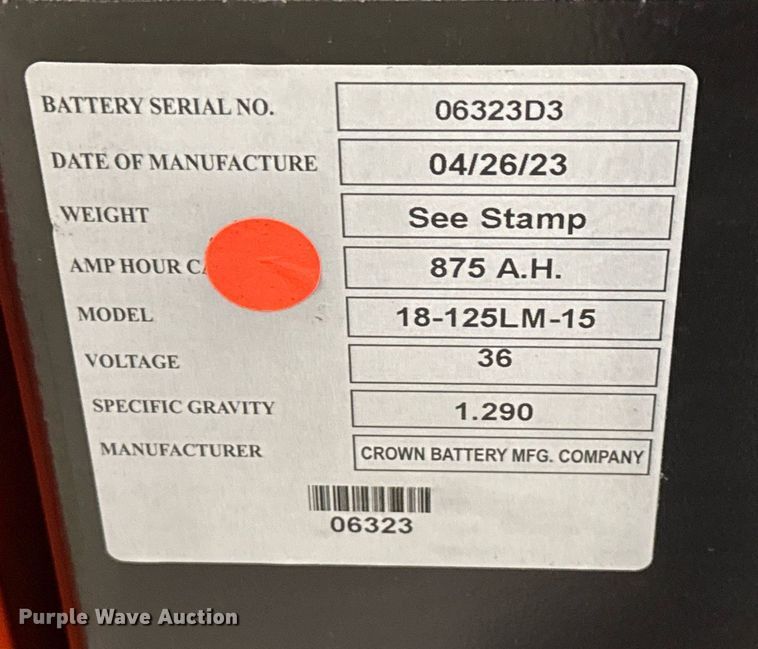 BATTERY SERIAL NO. 06323D3
DATE OF MANUFACTURE 04/26/23
WEIGHT See Stamp
AMP HOUR 875 A.H.
MODEL 18-125LM-15
VOLTAGE 36
SPECIFIC GRAVITY 1.290
MANUFACTURER CROWN BATTERY MFG. COMPANY
06323
Purple Wave Auction